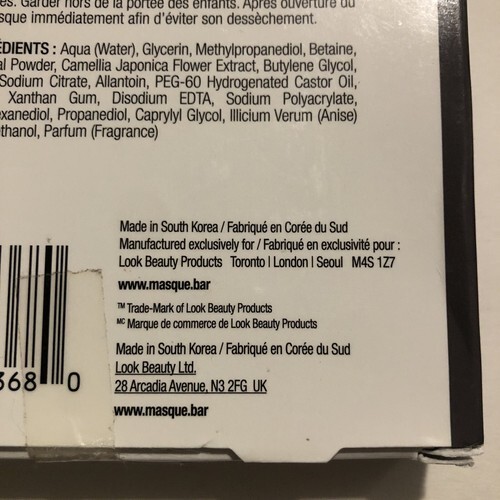 Garder hors de la portée des enfants. Après ouverture du
masque immédiatement afin d'éviter son dessèchement.
INGRÉDIENTS : Aqua (Water), Glycerin, Methylpropanediol, Betaine,
Powder, Camellia Japonica Flower Extract, Butylene Glycol,
Sodium Citrate, Allantoin, PEG-60 Hydrogenated Castor Oil,
Xanthan Gum, Disodium EDTA, Sodium Polyacrylate,
Propanediol, Caprylyl Glycol, Illicium Verum (Anise)
Parfum (Fragrance)
Made in South Korea / Fabriqué en Corée du Sud
Manufactured exclusively for / Fabriqué en exclusivité pour :
Look Beauty Products Toronto | London | Seoul M4S 1Z7
www.masque.bar
™ Trade-Mark of Look Beauty Products
MC Marque de commerce de Look Beauty Products
Made in South Korea / Fabriqué en Corée du Sud
Look Beauty Ltd.
28 Arcadia Avenue, N3 2FG UK
www.masque.bar
368 0